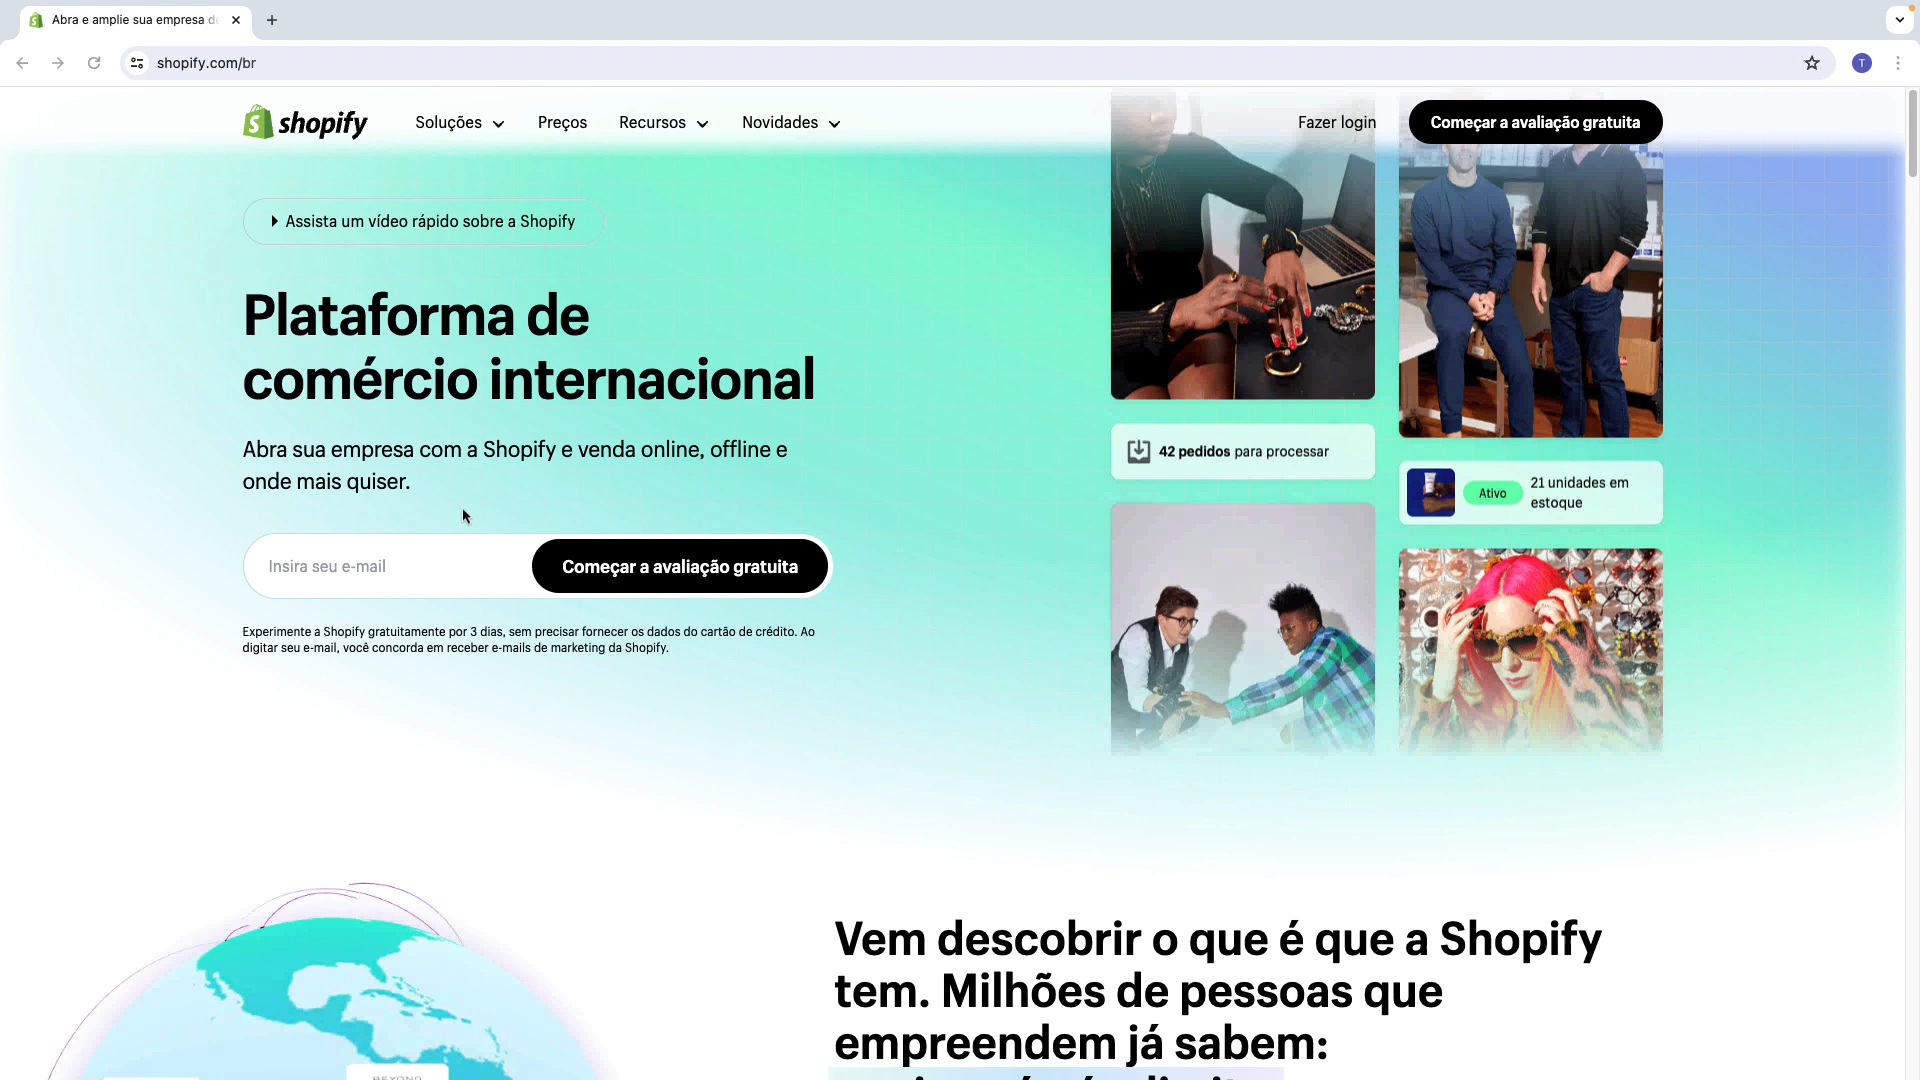 Abra e amplie sua empresa d
shopify.com/br
shopify
Soluções
Preços
Recursos
Novidades
Fazer login
Começar a avaliação gratuita
Assista um vídeo rápido sobre a Shopify
Plataforma de
comércio internacional
Abra sua empresa com a Shopify e venda online, offline e
onde mais quiser.
Insira seu e-mail
Começar a avaliação gratuita
Experimente a Shopify gratuitamente por 3 dias, sem precisar fornecer os dados do cartão de crédito. Ao
digitar seu e-mail, você concorda em receber e-mails de marketing da Shopify.
42 pedidos para processar
Ativo
21 unidades em
estoque
T
Vem descobrir o que é que a Shopify
tem. Milhões de pessoas que
empreendem já sabem:
BEYOND